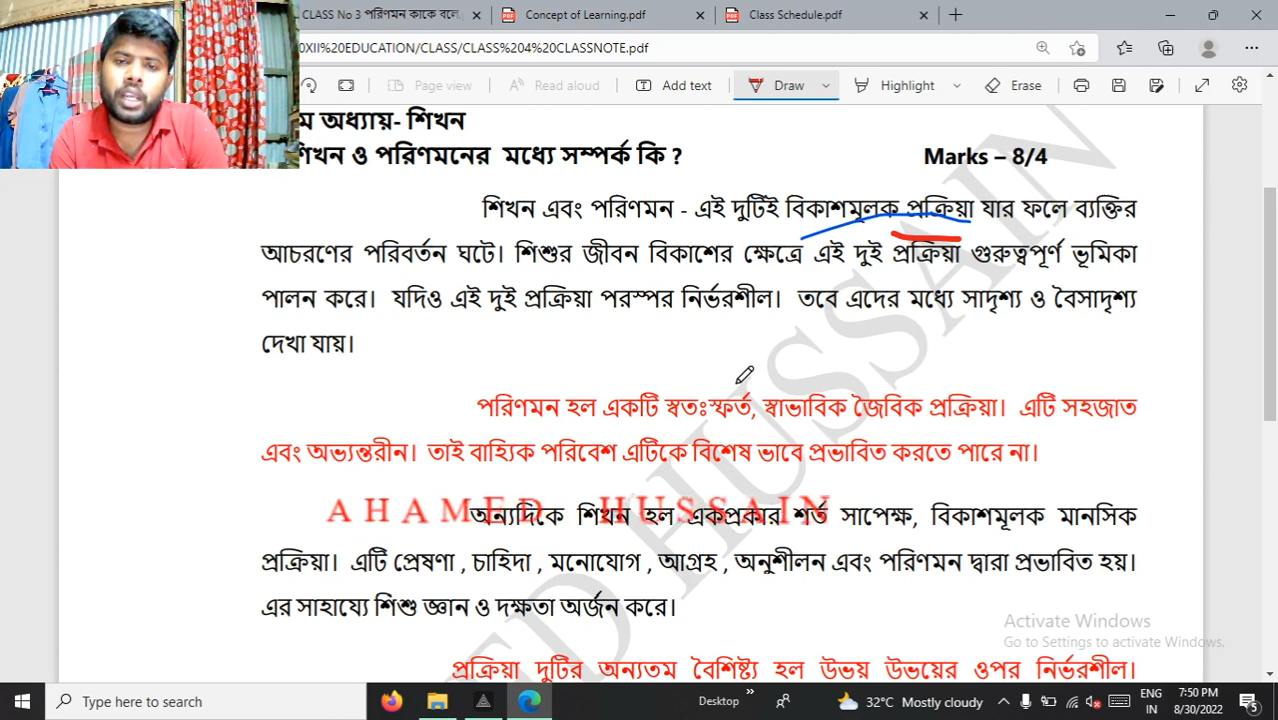 CLASS No 3 পরিণমন কাকে বলে
Concept of Learning.pdf
Class Schedule.pdf
XII%20EDUCATION/CLASS/CLASS%204%20CLASSNOTE.pdf
Page view
Read aloud
Add text
Draw
Highlight
Erase
অধ্যায়- শিখন
শিখন ও পরিণমনের মধ্যে সম্পর্ক কি ?
Marks – 8/4
শিখন এবং পরিণমন - এই দুটিই বিকাশমূলক প্রক্রিয়া যার ফলে ব্যক্তির
আচরণের পরিবর্তন ঘটে। শিশুর জীবন বিকাশের ক্ষেত্রে এই দুই প্রক্রিয়া গুরুত্বপূর্ণ ভূমিকা
পালন করে। যদিও এই দুই প্রক্রিয়া পরস্পর নির্ভরশীল। তবে এদের মধ্যে সাদৃশ্য ও বৈসাদৃশ্য
দেখা যায়।
পরিণমন হল একটি স্বতঃস্ফর্ত, স্বাভাবিক জৈবিক প্রক্রিয়া। এটি সহজাত
এবং অভ্যন্তরীন। তাই বাহ্যিক পরিবেশ এটিকে বিশেষ ভাবে প্রভাবিত করতে পারে না।
AHAMED HUSSAIN
অন্যদিকে শিখন হল একপ্রকার শর্ত সাপেক্ষ, বিকাশমূলক মানসিক
প্রক্রিয়া। এটি প্রেষণা , চাহিদা , মনোযোগ , আগ্রহ , অনুশীলন এবং পরিণমন দ্বারা প্রভাবিত হয়।
এর সাহায্যে শিশু জ্ঞান ও দক্ষতা অর্জন করে।
প্রক্রিয়া দুটির অন্যতম বৈশিষ্ট্য হল উভয় উভয়ের ওপর নির্ভরশীল।
HUSSAIN
Activate Windows
Go to Settings to activate Windows.
Type here to search
Desktop
32°C Mostly cloudy
ENG
IN
7:50 PM
8/30/2022
5